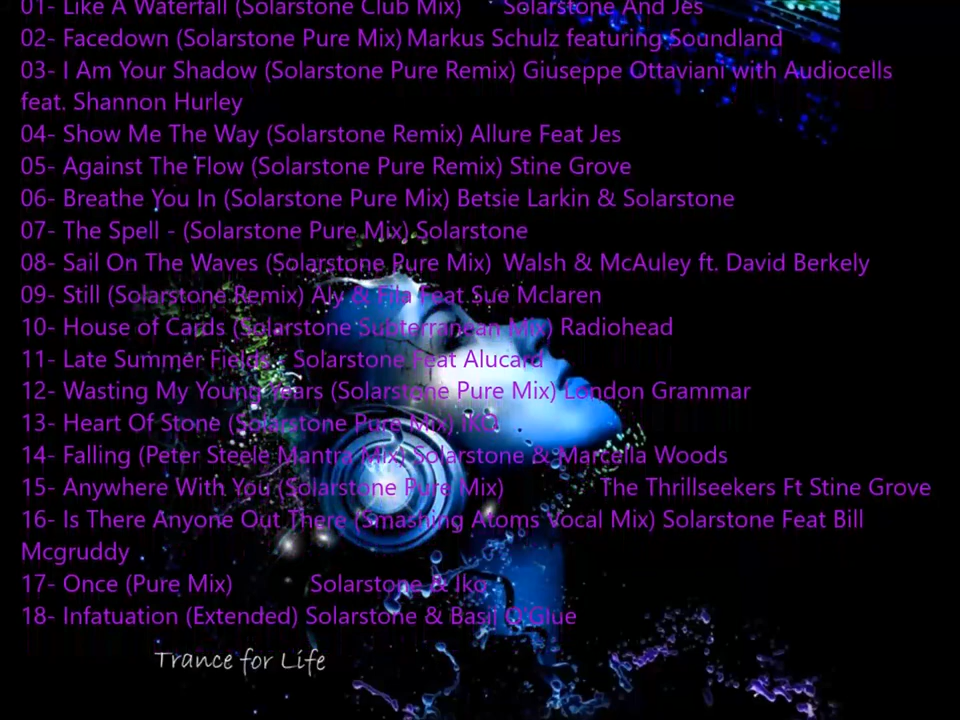 01- Like A Waterfall (Solarstone Club Mix) Solarstone And Jes
02- Facedown (Solarstone Pure Mix) Markus Schulz featuring Soundland
03- I Am Your Shadow (Solarstone Pure Remix) Giuseppe Ottaviani with Audiocells
feat. Shannon Hurley
04- Show Me The Way (Solarstone Remix) Allure Feat Jes
05- Against The Flow (Solarstone Pure Remix) Stine Grove
06- Breathe You In (Solarstone Pure Mix) Betsie Larkin & Solarstone
07- The Spell - (Solarstone Pure Mix) Solarstone
08- Sail On The Waves (Solarstone Pure Mix) Walsh & McAuley ft. David Berkely
09- Still (Solarstone Remix) Aly & Fila Feat Sue Mclaren
10- House of Cards (Solarstone Subterranean Mix) Radiohead
11- Late Summer Fields - Solarstone Feat Alucard
12- Wasting My Young Years (Solarstone Pure Mix) London Grammar
13- Heart Of Stone (Solarstone Pure Mix) IKO
14- Falling (Peter Steele Mantra Mix) Solarstone & Marcella Woods
15- Anywhere With You (Solarstone Pure Mix) The Thrillseekers Ft Stine Grove
16- Is There Anyone Out There (Smashing Atoms Vocal Mix) Solarstone Feat Bill
Mcgruddy
17- Once (Pure Mix) Solarstone & Iko
18- Infatuation (Extended) Solarstone & Basil O'Glue
Trance for Life